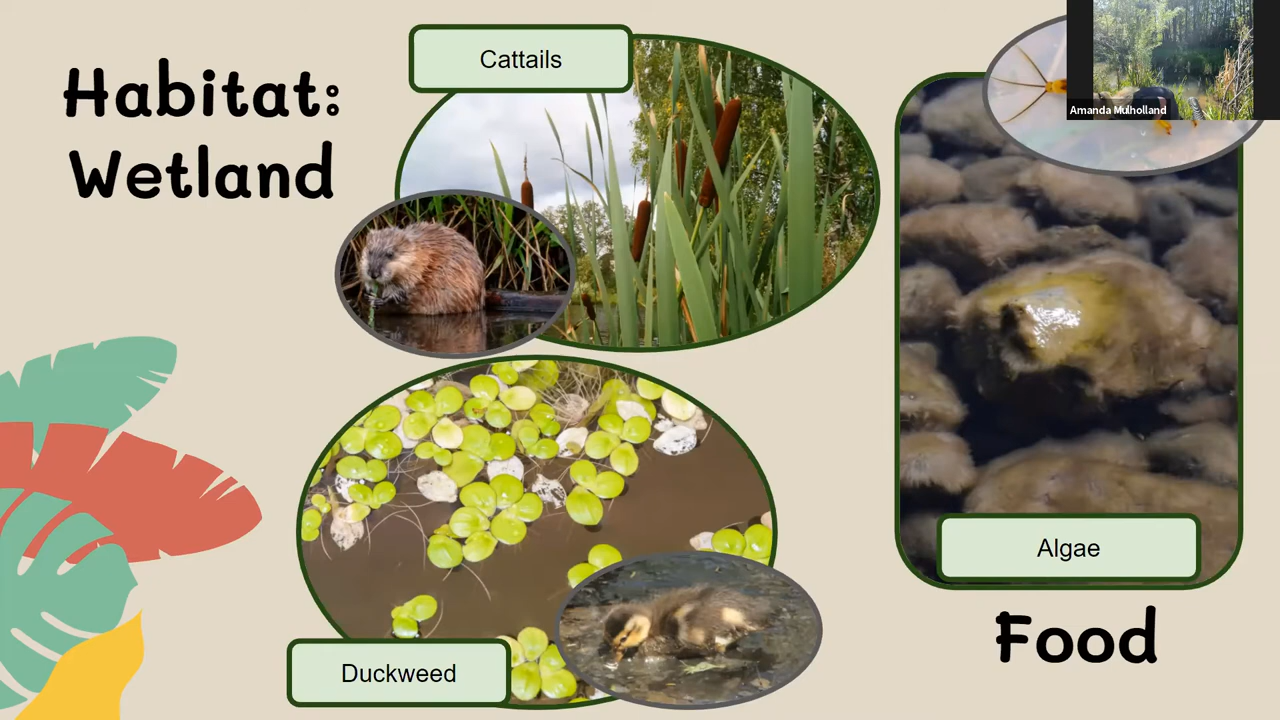 Habitat:
Wetland
Cattails
Amanda Mulholland
Algae
Food
Duckweed